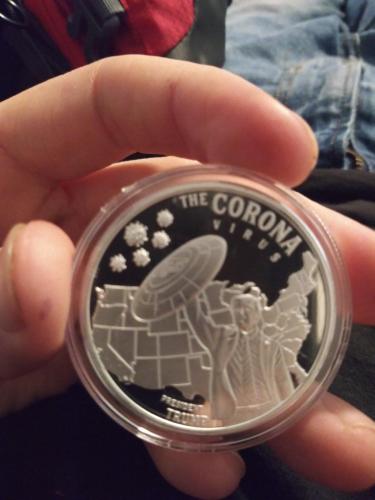 THE CORONA
VIRUS
PRESIDENT
TRUMP